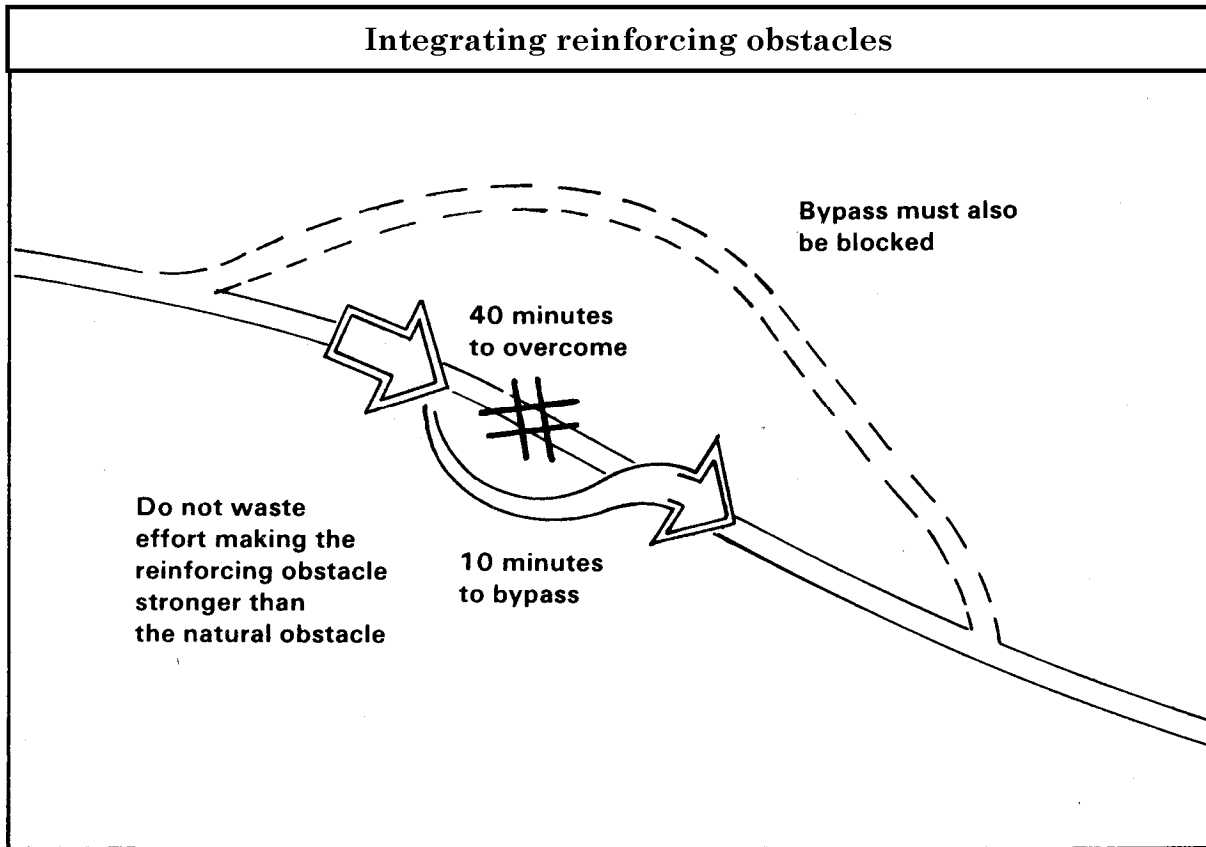 Integrating reinforcing obstacles
Bypass must also
be blocked
40 minutes
to overcome
Do not waste
effort making the
reinforcing obstacle
stronger than
the natural obstacle
10 minutes
to bypass